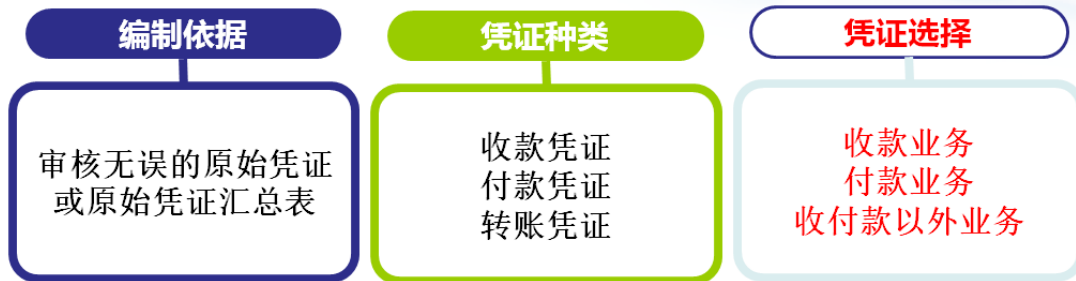 编制依据
审核无误的原始凭证
或原始凭证汇总表
凭证种类
收款凭证
付款凭证
转账凭证
凭证选择
收款业务
付款业务
收付款以外业务